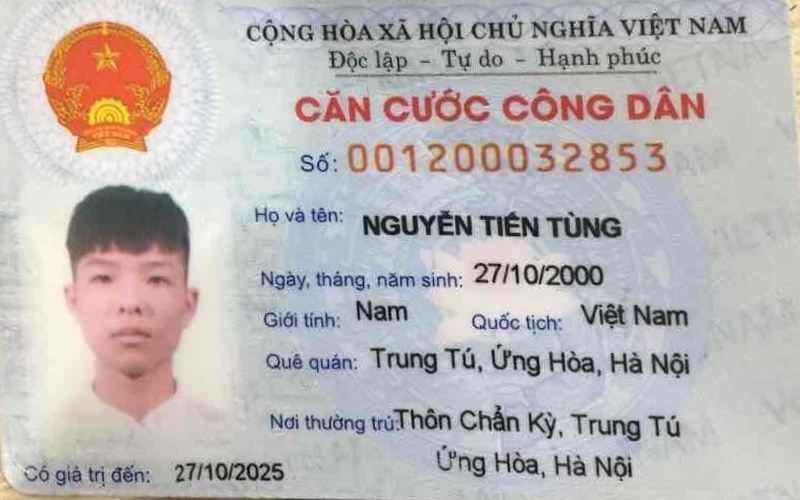 CỘNG HÒA XÃ HỘI CHỦ NGHĨA VIỆT NAM
Độc lập - Tự do - Hạnh phúc
CĂN CƯỚC CÔNG DÂN
Số: 001200032853
Họ và tên: NGUYỄN TIẾN TÙNG
Ngày, tháng, năm sinh: 27/10/2000
Giới tính: Nam Quốc tịch: Việt Nam
Quê quán: Trung Tú, Ứng Hòa, Hà Nội
Nơi thường trú: Thôn Chẩn Kỳ, Trung Tú
Ứng Hòa, Hà Nội
Có giá trị đến: 27/10/2025